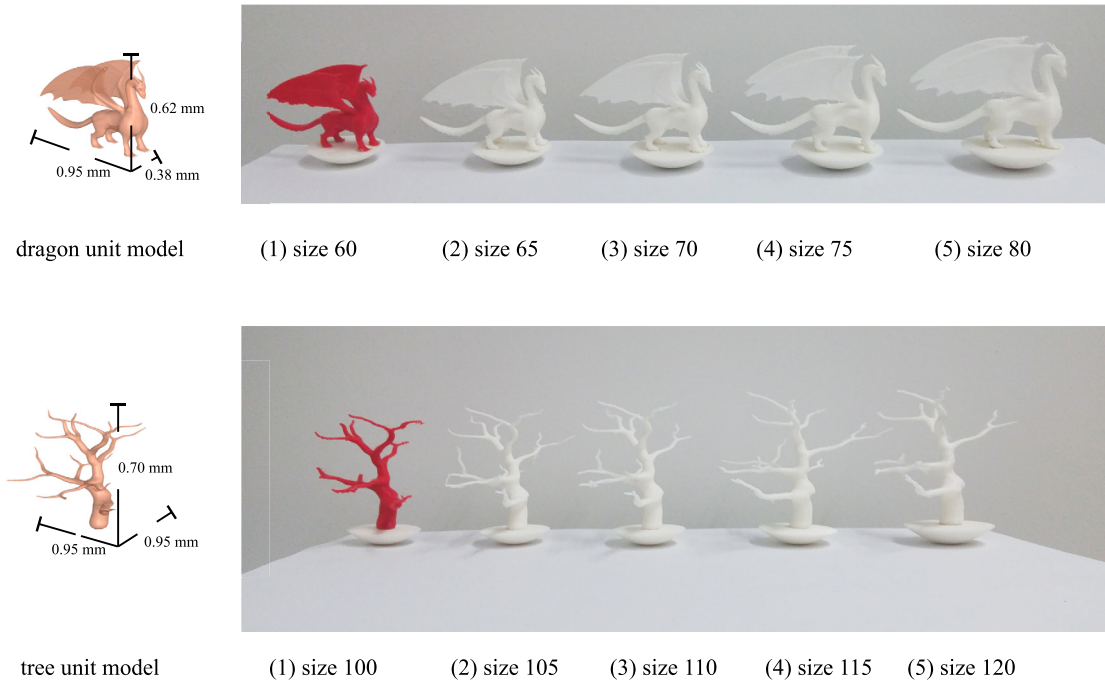 0.62 mm
0.95 mm
0.38 mm
dragon unit model
(1) size 60
(2) size 65
(3) size 70
(4) size 75
(5) size 80
0.70 mm
0.95 mm
0.95 mm
tree unit model
(1) size 100
(2) size 105
(3) size 110
(4) size 115
(5) size 120